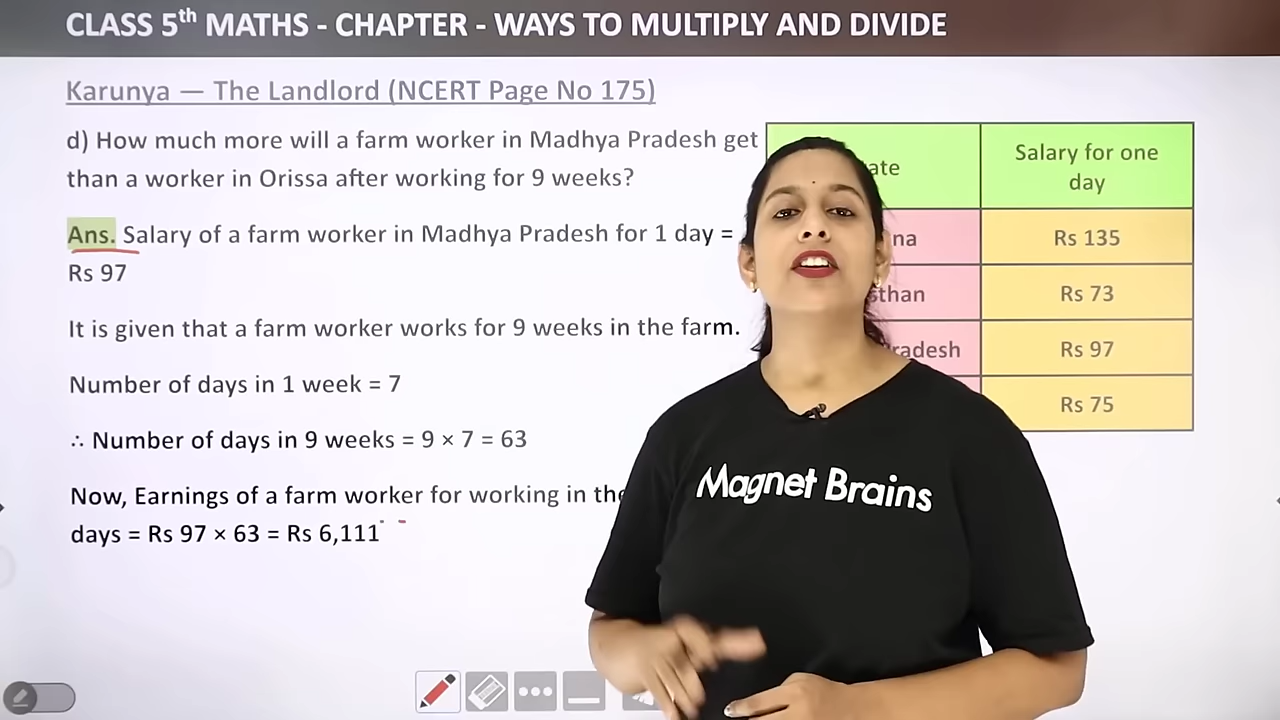 CLASS 5th MATHS - CHAPTER - WAYS TO MULTIPLY AND DIVIDE
Karunya — The Landlord (NCERT Page No 175)
d) How much more will a farm worker in Madhya Pradesh get
than a worker in Orissa after working for 9 weeks?
Ans. Salary of a farm worker in Madhya Pradesh for 1 day =
Rs 97
It is given that a farm worker works for 9 weeks in the farm.
Number of days in 1 week = 7
∴ Number of days in 9 weeks = 9 × 7 = 63
Now, Earnings of a farm worker for working in the
days = Rs 97 × 63 = Rs 6,111
Salary for one
day
Rs 135
Rs 73
Rs 97
Rs 75
Magnet Brains